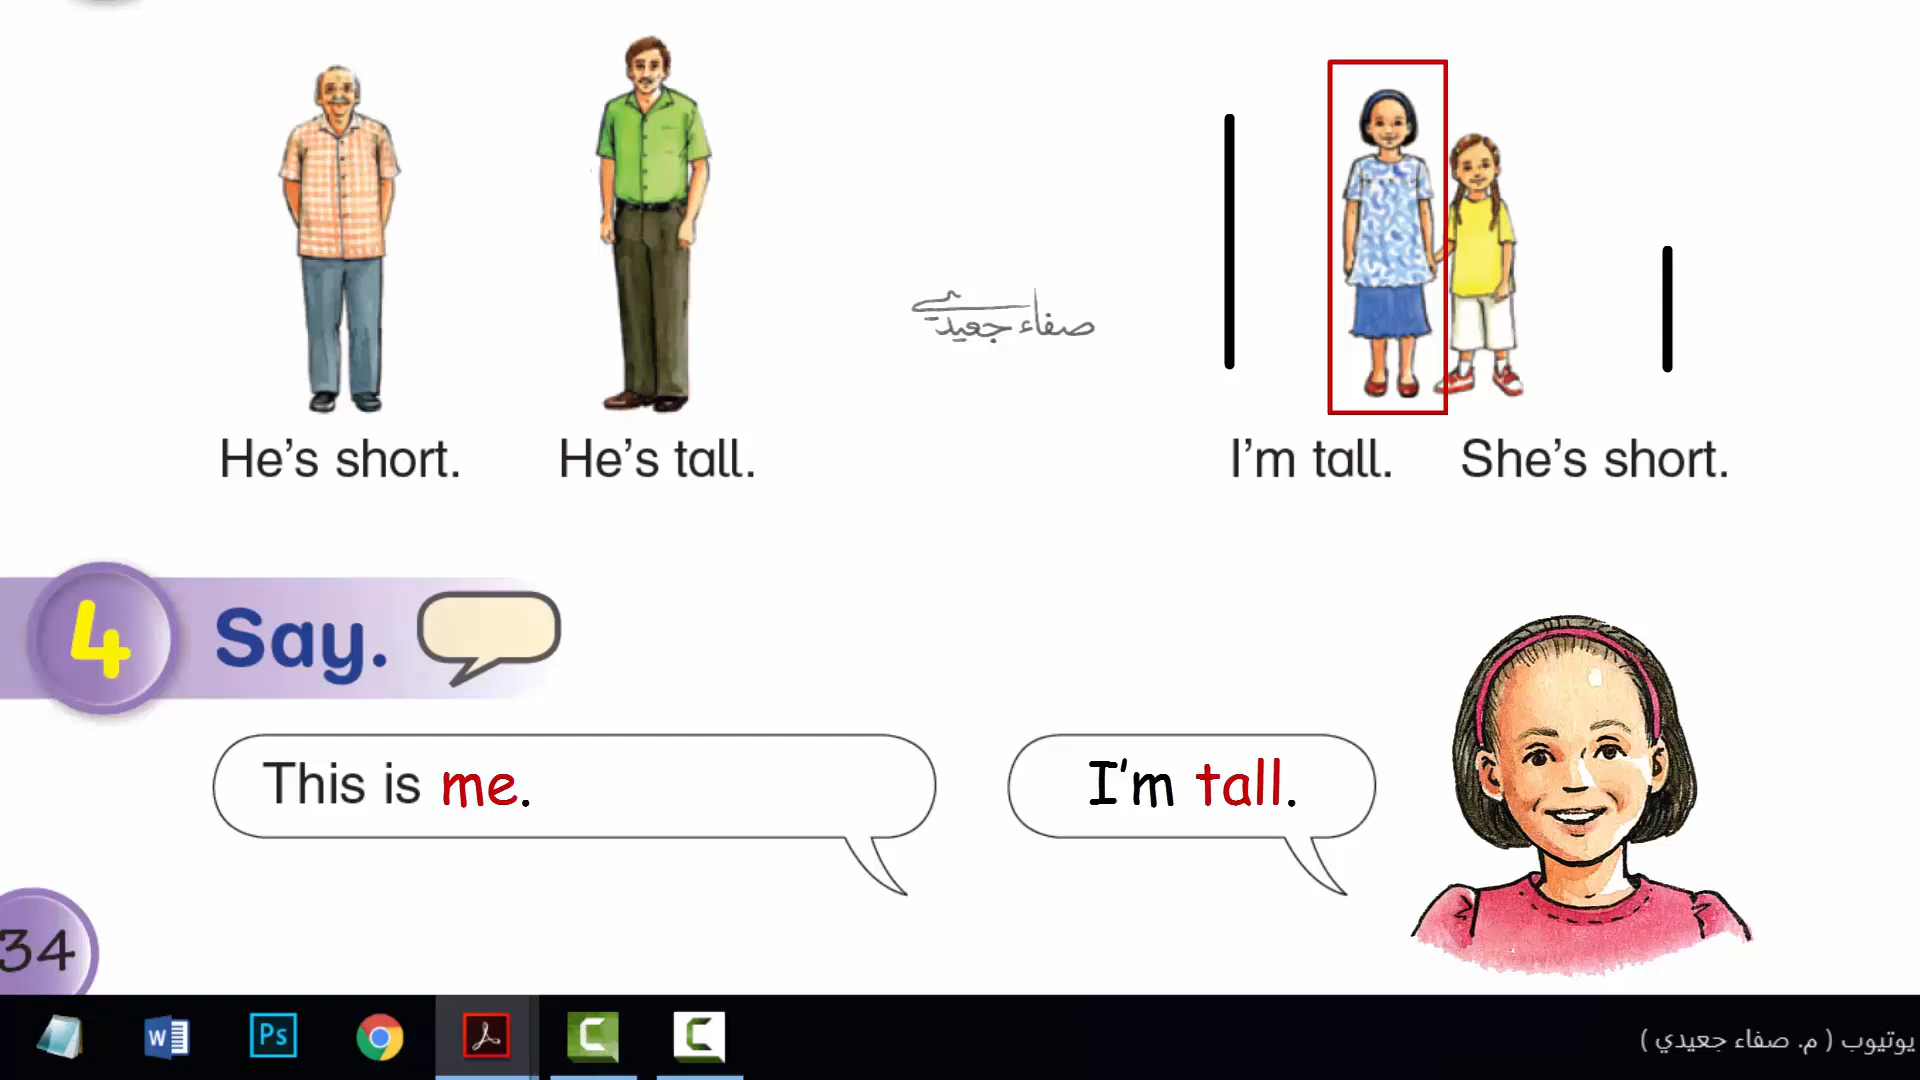 صفاء جعيدي
He's short. He's tall. I'm tall. She's short.
4 Say.
This is me. I'm tall.
34
W Ps
يوتيوب ( م. صفاء جعيدي )